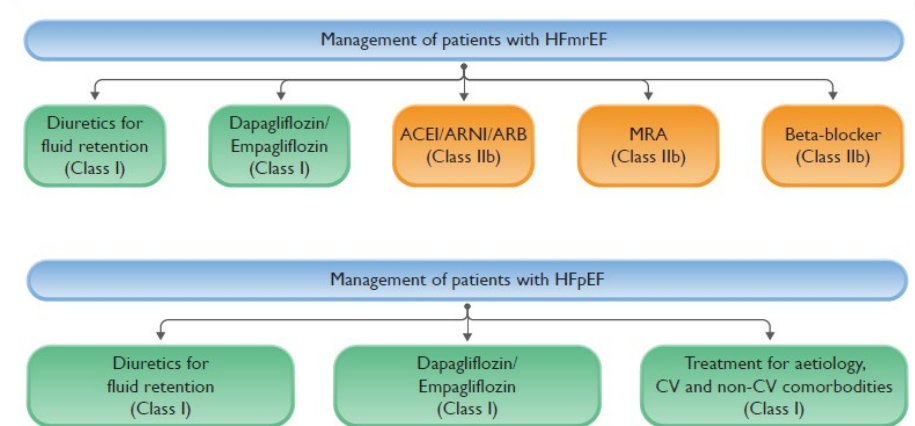 Management of patients with HFmrEF
Diuretics for
fluid retention
(Class I)
Dapagliflozin/
Empagliflozin
(Class I)
ACEI/ARNI/ARB
(Class IIb)
MRA
(Class IIb)
Beta-blocker
(Class IIb)
Management of patients with HFpEF
Diuretics for
fluid retention
(Class I)
Dapagliflozin/
Empagliflozin
(Class I)
Treatment for aetiology,
CV and non-CV comorbodities
(Class I)